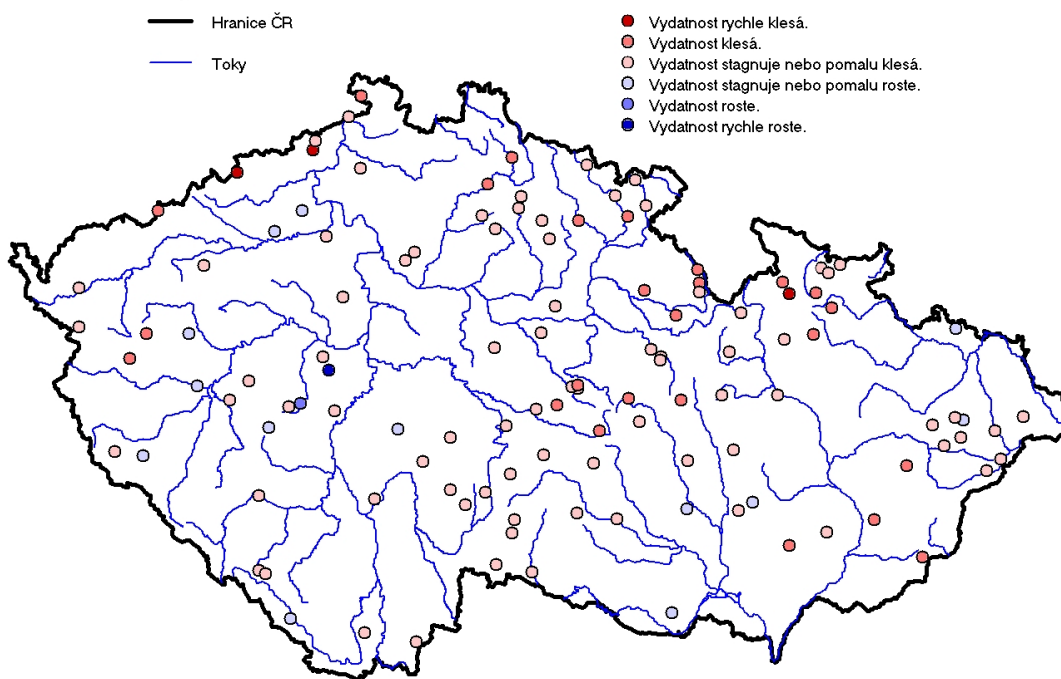 Hranice ČR
Toky
Vydatnost rychle klesá.
Vydatnost klesá.
Vydatnost stagnuje nebo pomalu klesá.
Vydatnost stagnuje nebo pomalu roste.
Vydatnost roste.
Vydatnost rychle roste.